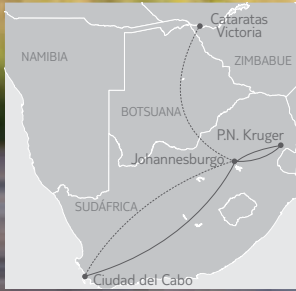 Cataratas
Victoria
NAMIBIA
ZIMBABUE
BOTSUANA
P.N. Kruger
Johannesburgo
SUDÁFRICA
Ciudad del Cabo